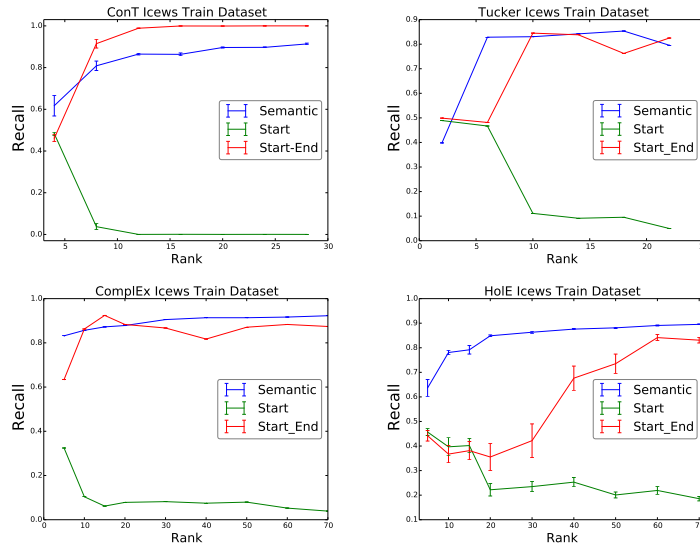 ConT Icews Train Dataset
1.0
0.8
0.6
0.4
0.2
0.0
Recall
Semantic
Start
Start-End
5
10
15
20
25
30
Rank
Tucker Icews Train Dataset
0.9
0.8
0.7
0.6
0.5
0.4
0.3
0.2
0.1
0.0
Recall
Semantic
Start
Start_End
0
5
10
15
20
Rank
ComplEx Icews Train Dataset
1.0
0.8
0.6
0.4
0.2
0.0
Recall
Semantic
Start
Start_End
0
10
20
30
40
50
60
70
Rank
HolE Icews Train Dataset
1.0
0.9
0.8
0.7
0.6
0.5
0.4
0.3
0.2
0.1
Recall
Semantic
Start
Start_End
10
20
30
40
50
60
70
Rank